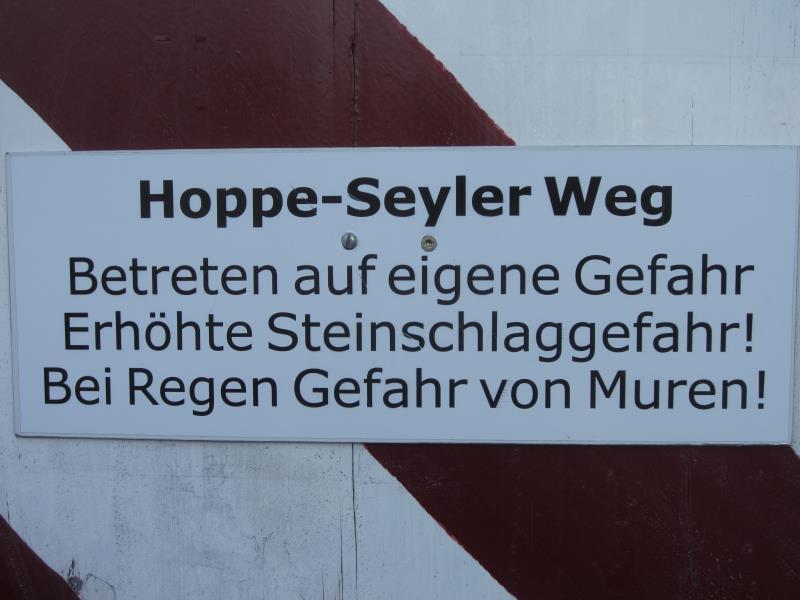 Hoppe-Seyler Weg
Betreten auf eigene Gefahr
Erhöhte Steinschlaggefahr!
Bei Regen Gefahr von Muren!